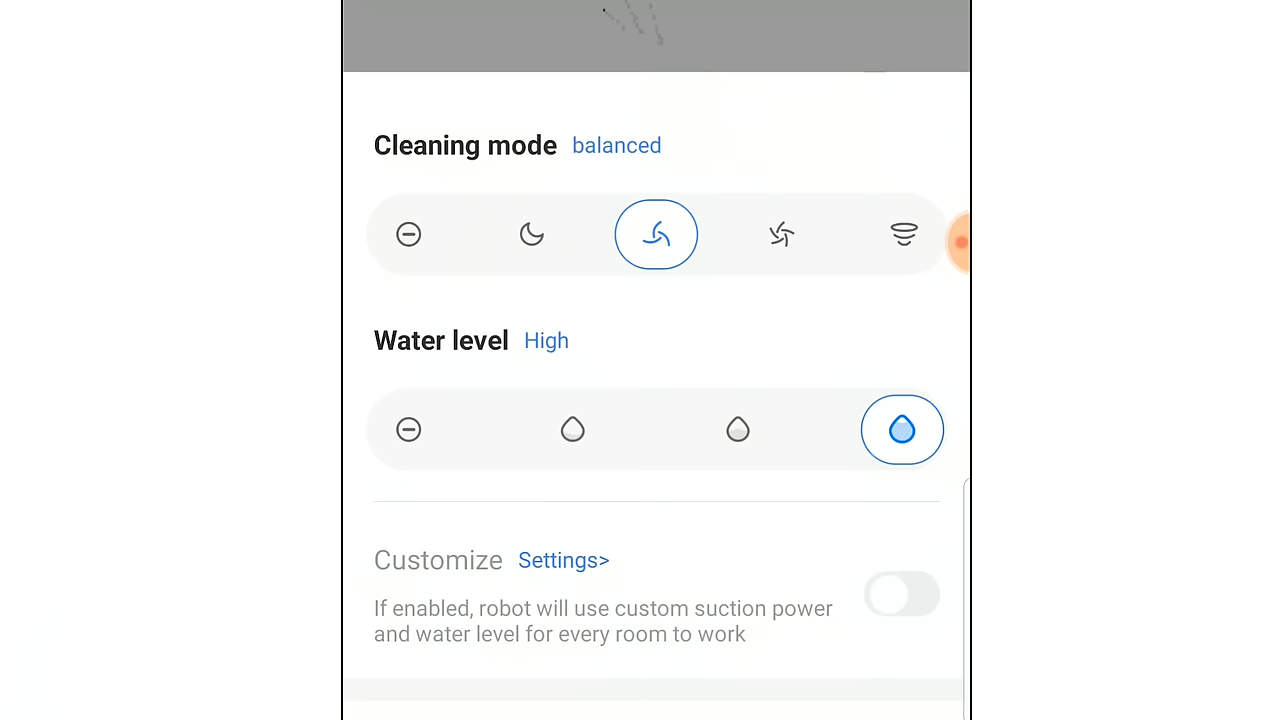 Cleaning mode balanced
Water level High
Customize Settings>
If enabled, robot will use custom suction power
and water level for every room to work